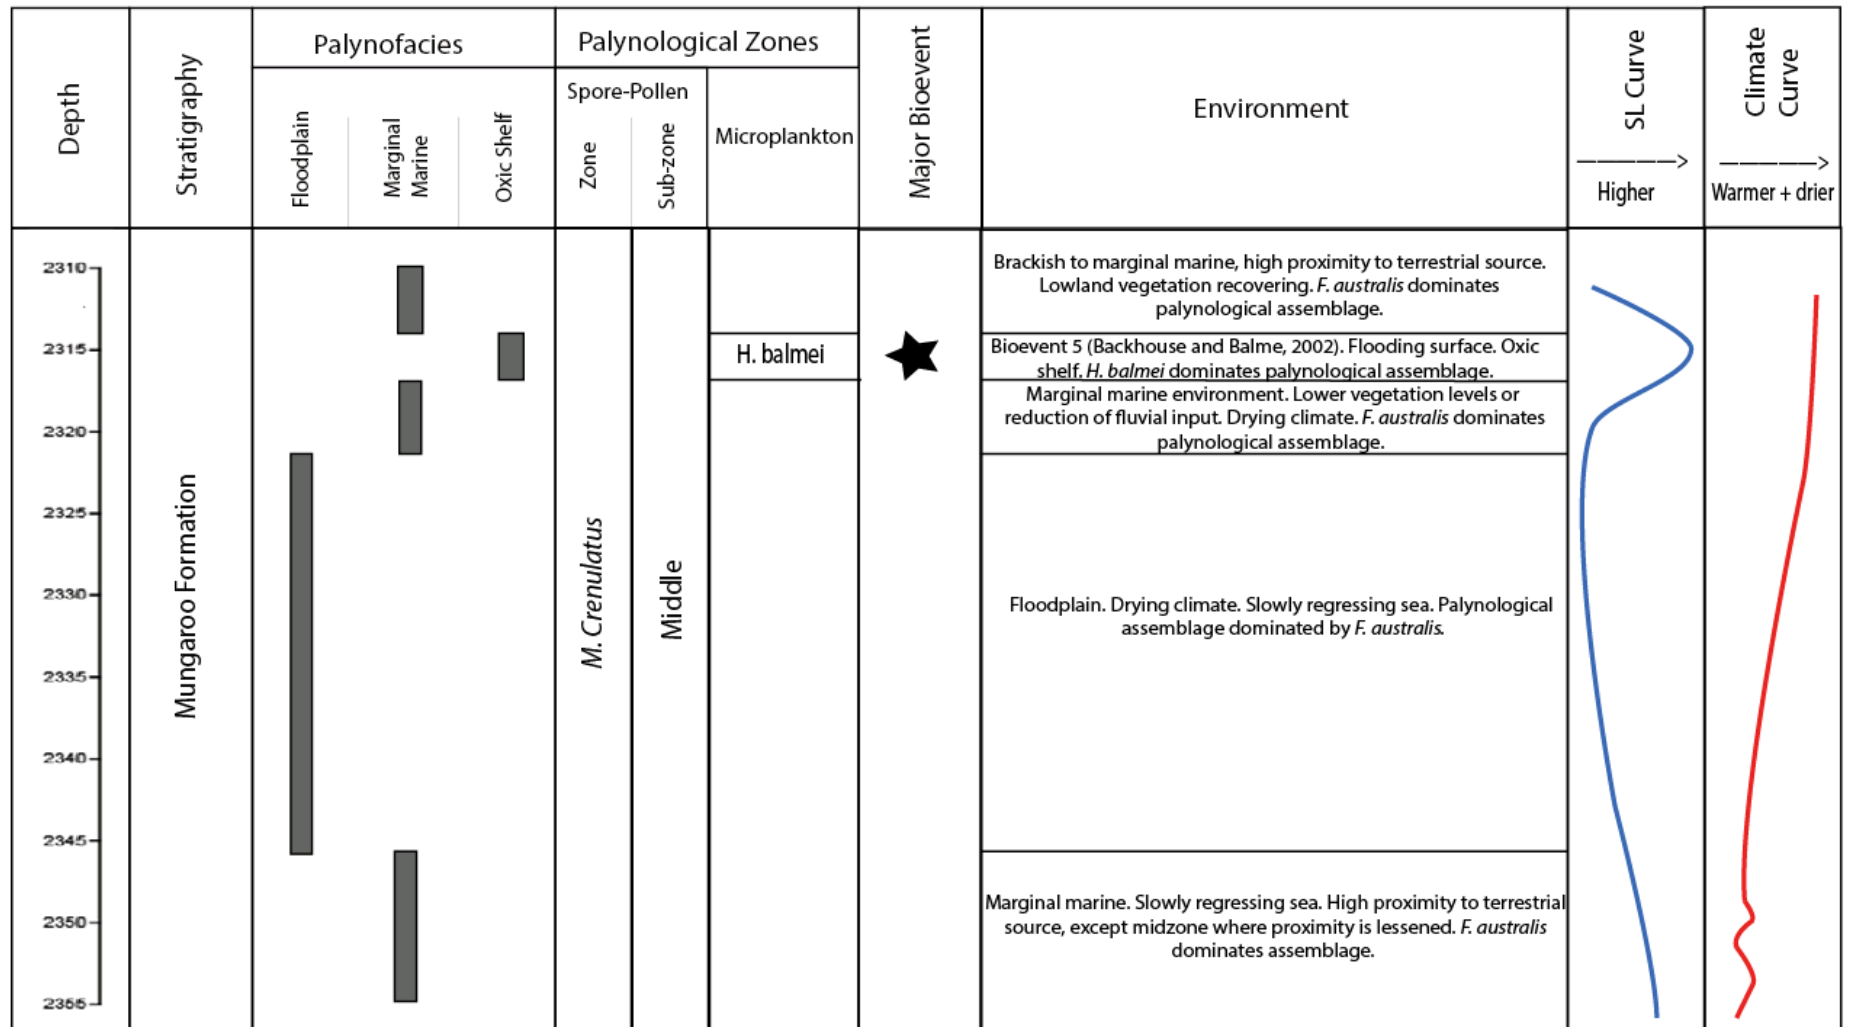 Depth
Stratigraphy
Palynofacies
Floodplain
Marginal
Marine
Oxic Shelf
Palynological Zones
Spore-Pollen
Zone
Sub-zone
Microplankton
Major Bioevent
Environment
SL Curve
—————>
Higher
Climate
Curve
—————>
Warmer + drier
2310
2315
2320
2325
2330
2335
2340
2345
2350
2355
Mungaroo Formation
M. Crenulatus
Middle
H. balmei
Brackish to marginal marine, high proximity to terrestrial source.
Lowland vegetation recovering. F. australis dominates
palynological assemblage.
Bioevent 5 (Backhouse and Balme, 2002). Flooding surface. Oxic
shelf. H. balmei dominates palynological assemblage.
Marginal marine environment. Lower vegetation levels or
reduction of fluvial input. Drying climate. F. australis dominates
palynological assemblage.
Floodplain. Drying climate. Slowly regressing sea. Palynological
assemblage dominated by F. australis.
Marginal marine. Slowly regressing sea. High proximity to terrestrial
source, except midzone where proximity is lessened. F. australis
dominates assemblage.